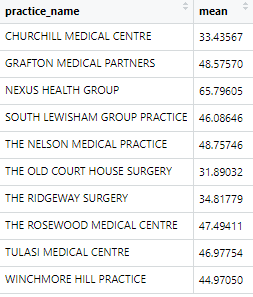 practice_name mean
CHURCHILL MEDICAL CENTRE 33.43567
GRAFTON MEDICAL PARTNERS 48.57570
NEXUS HEALTH GROUP 65.79605
SOUTH LEWISHAM GROUP PRACTICE 46.08646
THE NELSON MEDICAL PRACTICE 48.75746
THE OLD COURT HOUSE SURGERY 31.89032
THE RIDGEWAY SURGERY 34.81779
THE ROSEWOOD MEDICAL CENTRE 47.49411
TULASI MEDICAL CENTRE 46.97754
WINCHMORE HILL PRACTICE 44.97050